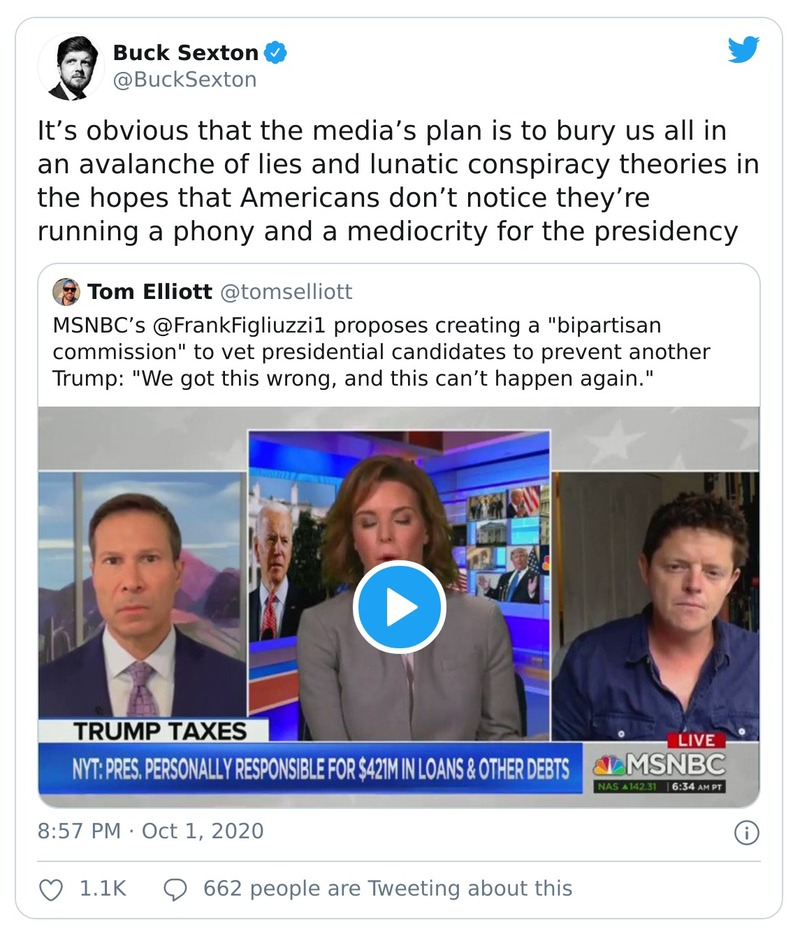 Buck Sexton
@BuckSexton
It’s obvious that the media’s plan is to bury us all in
an avalanche of lies and lunatic conspiracy theories in
the hopes that Americans don’t notice they’re
running a phony and a mediocrity for the presidency
Tom Elliott @tomselliott
MSNBC’s @FrankFigliuzzi1 proposes creating a "bipartisan
commission" to vet presidential candidates to prevent another
Trump: "We got this wrong, and this can’t happen again."
TRUMP TAXES
NYT: PRES. PERSONALLY RESPONSIBLE FOR $421M IN LOANS & OTHER DEBTS
LIVE
MSNBC
NAS ▲142.31 6:34 AM PT
8:57 PM · Oct 1, 2020
1.1K 662 people are Tweeting about this